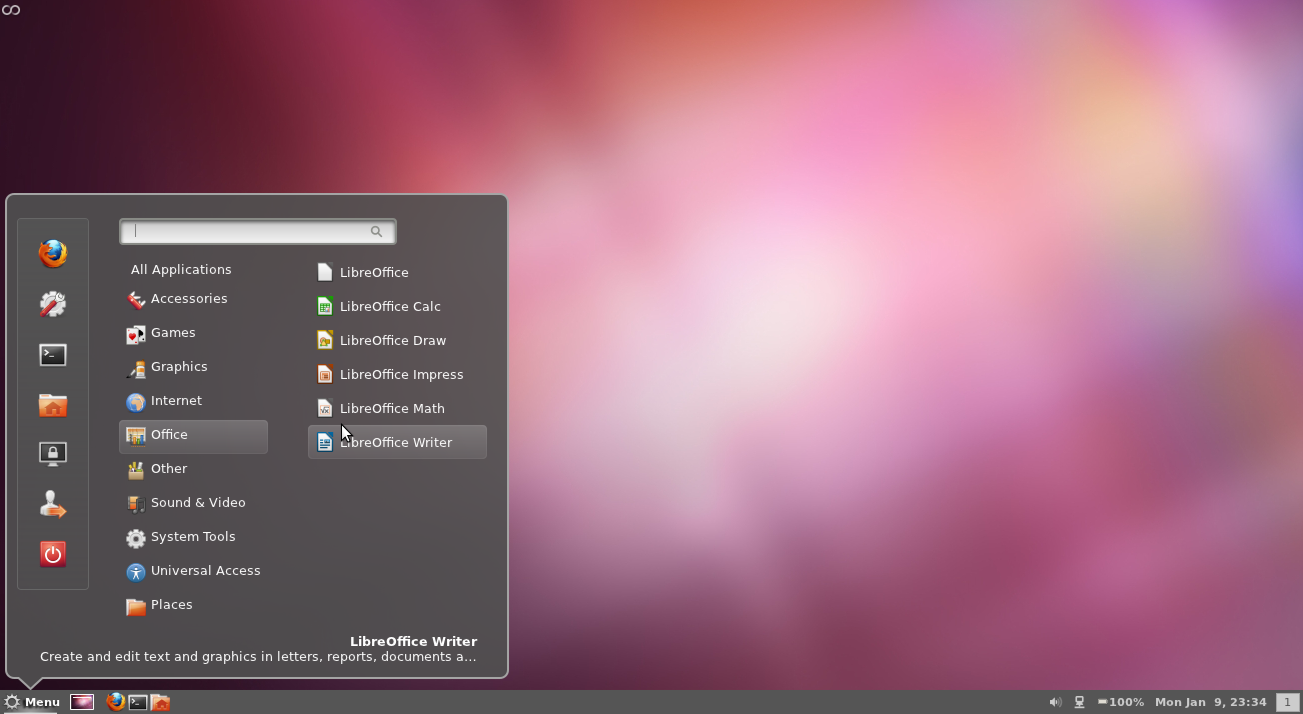 All Applications
Accessories
Games
Graphics
Internet
Office
Other
Sound & Video
System Tools
Universal Access
Places
LibreOffice
LibreOffice Calc
LibreOffice Draw
LibreOffice Impress
LibreOffice Math
LibreOffice Writer
LibreOffice Writer
Create and edit text and graphics in letters, reports, documents a...
Menu
100%
Mon Jan 9, 23:34
1